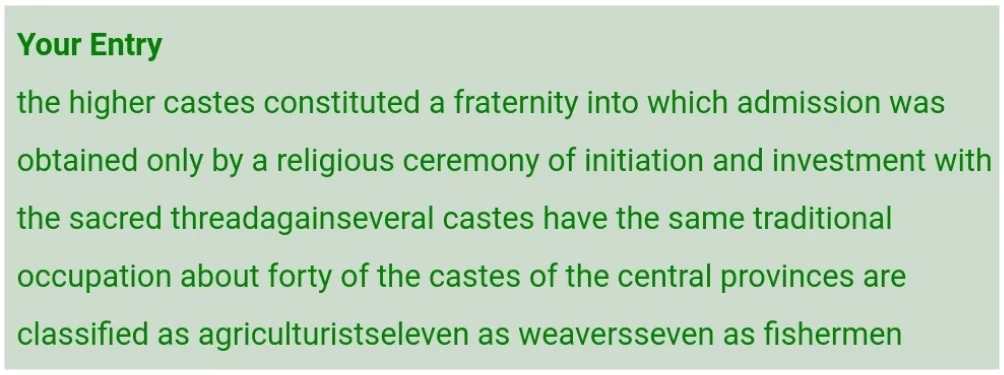 Your Entry
the higher castes constituted a fraternity into which admission was
obtained only by a religious ceremony of initiation and investment with
the sacred threadagainseveral castes have the same traditional
occupation about forty of the castes of the central provinces are
classified as agriculturistseleven as weaversseven as fishermen